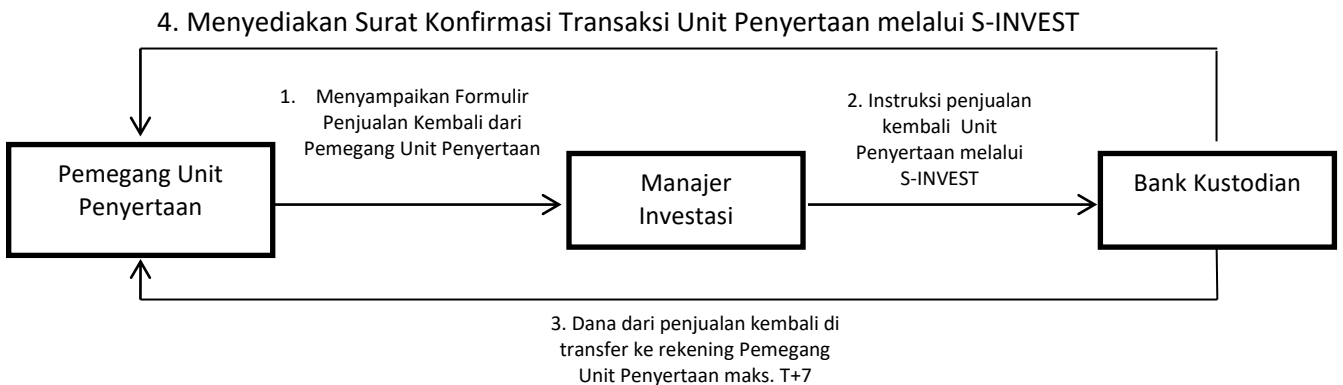 4. Menyediakan Surat Konfirmasi Transaksi Unit Penyertaan melalui S-INVEST
1. Menyampaikan Formulir
Penjualan Kembali dari
Pemegang Unit Penyertaan
2. Instruksi penjualan
kembali Unit
Penyertaan melalui
S-INVEST
Pemegang Unit
Penyertaan
Manajer
Investasi
Bank Kustodian
3. Dana dari penjualan kembali di
transfer ke rekening Pemegang
Unit Penyertaan maks. T+7